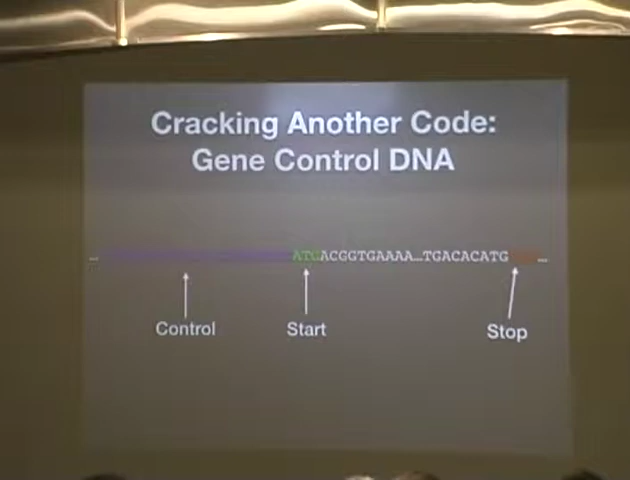 Cracking Another Code:
Gene Control DNA
… ATGACGGTGAAAA…TGACACATG …
Control Start Stop